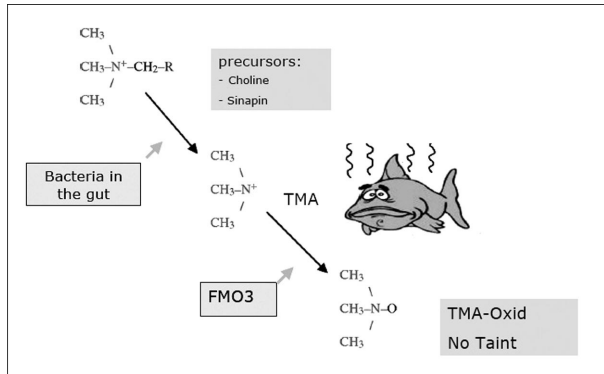 CH₃
\
CH₃–N⁺–CH₂–R
/
CH₃
precursors:
- Choline
- Sinapin
Bacteria in
the gut
CH₃
\
CH₃–N⁺
/
CH₃
TMA
FMO3
CH₃
\
CH₃–N–O
\
CH₃
TMA-Oxid
No Taint